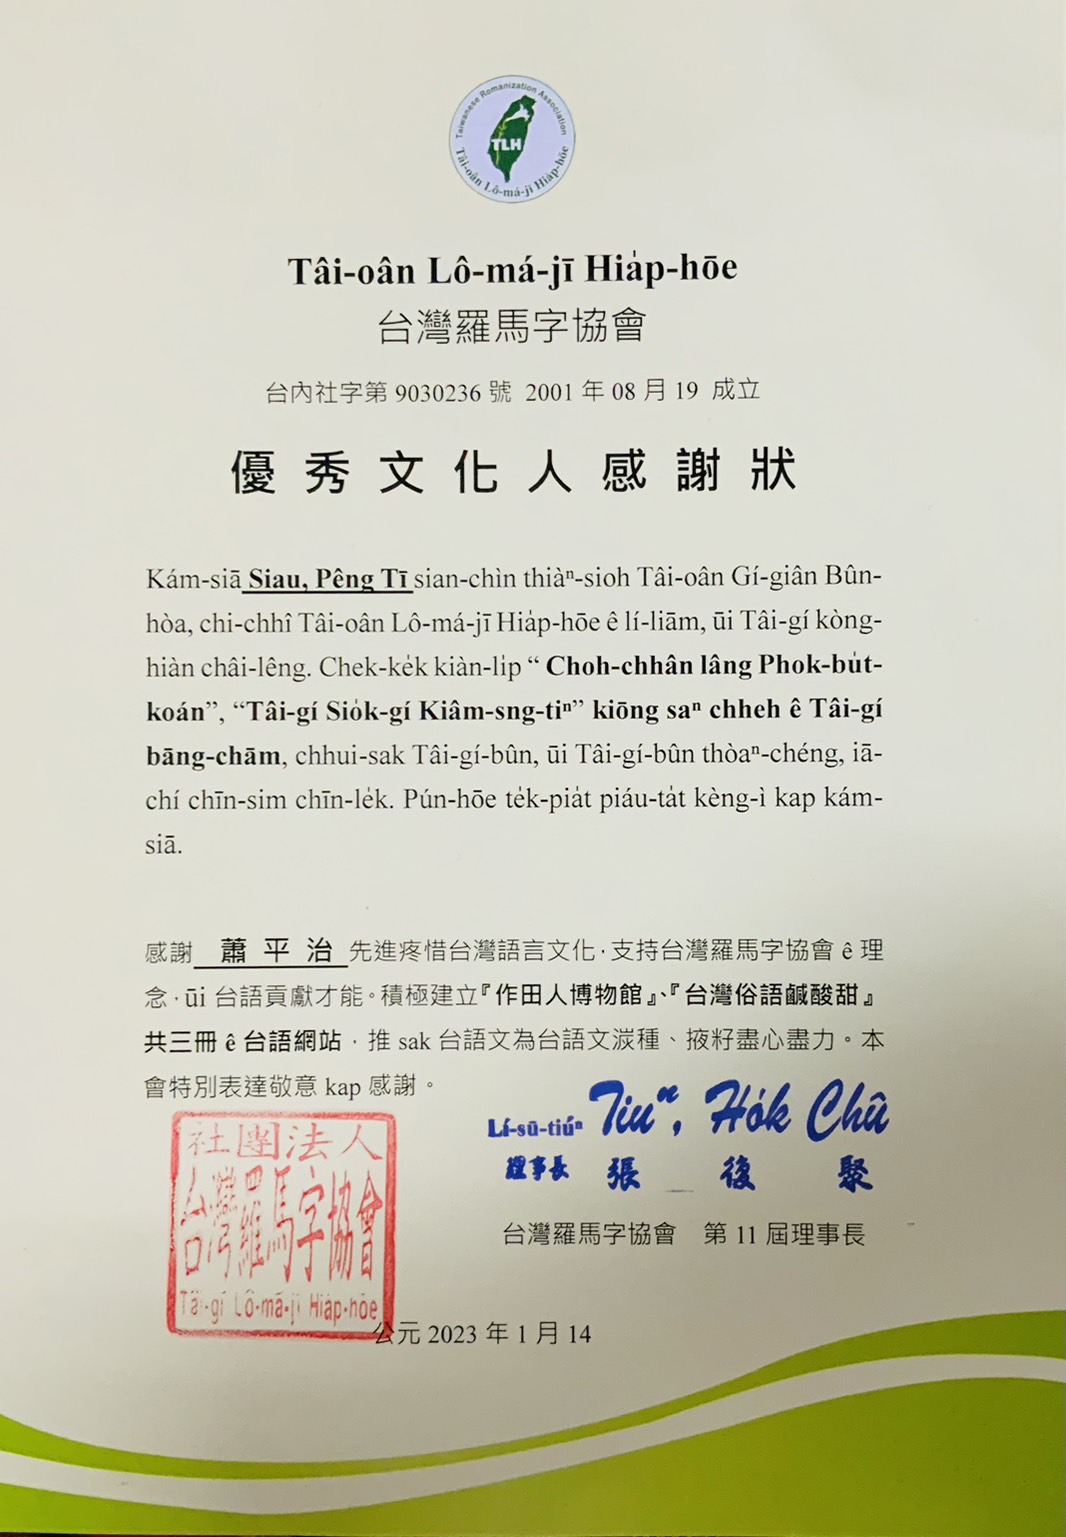 Taiwanese Romanization Association
TLH
Tâi-oân Lô-má-jī Hia̍p-hōe
Tâi-oân Lô-má-jī Hia̍p-hōe
台灣羅馬字協會
台內社字第 9030236 號 2001 年 08 月 19 成立
優秀文化人感謝狀
Kám-siā Siau, Pêng Tī sian-chìn thiàⁿ-sioh Tâi-oân Gí-giân Bûn-
hòa, chi-chhî Tâi-oân Lô-má-jī Hia̍p-hōe ê lí-liām, ūi Tâi-gí kòng-
hiàn châi-lêng. Chek-ke̍k kiàn-li̍p “ Choh-chhân lâng Phok-bu̍t-
koán”, “Tâi-gí Sio̍k-gí Kiâm-sng-tiⁿ” kiōng saⁿ chheh ê Tâi-gí
bāng-chām, chhui-sak Tâi-gí-bûn, ūi Tâi-gí-bûn thòaⁿ-chéng, iā-
chí chīn-sim chīn-le̍k. Pún-hōe te̍k-pia̍t piáu-ta̍t kèng-ì kap kám-
siā.
感謝 蕭 平 治 先進疼惜台灣語言文化，支持台灣羅馬字協會 ê 理
念，ūi 台語貢獻才能。積極建立『作田人博物館』、『台灣俗語鹹酸甜』
共三冊 ê 台語網站，推 sak 台語文為台語文湠種、掖籽盡心盡力。本
會特別表達敬意 kap 感謝。
Lí-sū-tiúⁿ Tiuⁿ, Ho̍k Chū
理事長 張 復 聚
台灣羅馬字協會 第 11 屆理事長
社團法人
台灣羅馬字協會
Tâi-gí Lô-má-jī Hia̍p-hōe
公元 2023 年 1 月 14